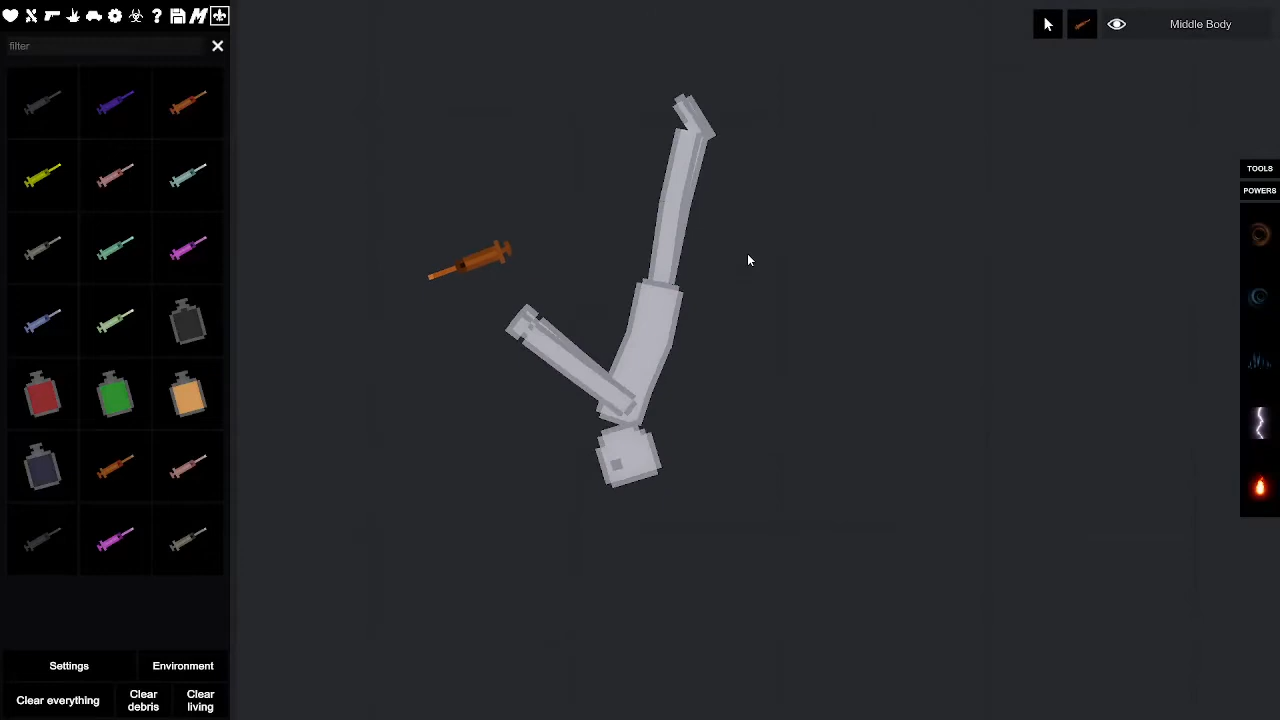 filter
Middle Body
TOOLS
POWERS
Settings
Environment
Clear everything
Clear debris
Clear living